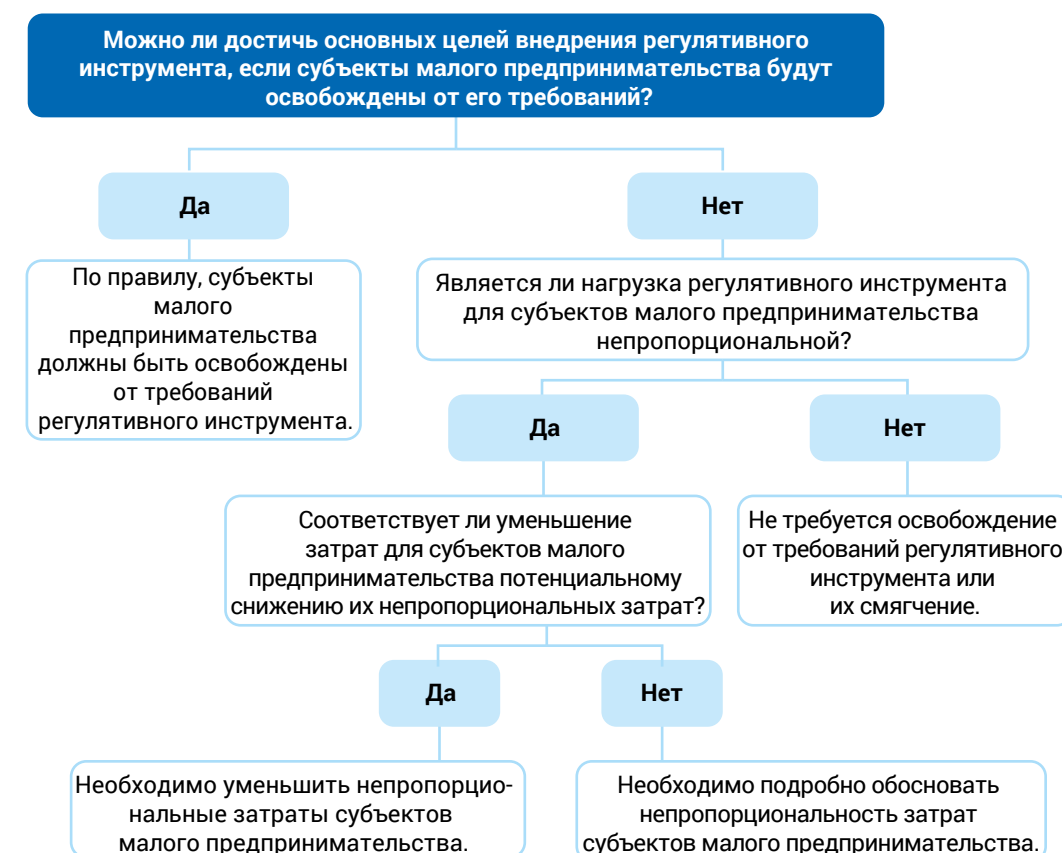 Можно ли достичь основных целей внедрения регулятивного
инструмента, если субъекты малого предпринимательства будут
освобождены от его требований?
Да
Нет
По правилу, субъекты
малого
предпринимательства
должны быть освобождены
от требований
регулятивного инструмента.
Является ли нагрузка регулятивного инструмента
для субъектов малого предпринимательства
непропорциональной?
Да
Нет
Соответствует ли уменьшение
затрат для субъектов малого
предпринимательства потенциальному
снижению их непропорциональных затрат?
Не требуется освобождение
от требований регулятивного
инструмента или
их смягчение.
Да
Нет
Необходимо уменьшить непропорцио-
нальные затраты субъектов
малого предпринимательства.
Необходимо подробно обосновать
непропорциональность затрат
субъектов малого предпринимательства.